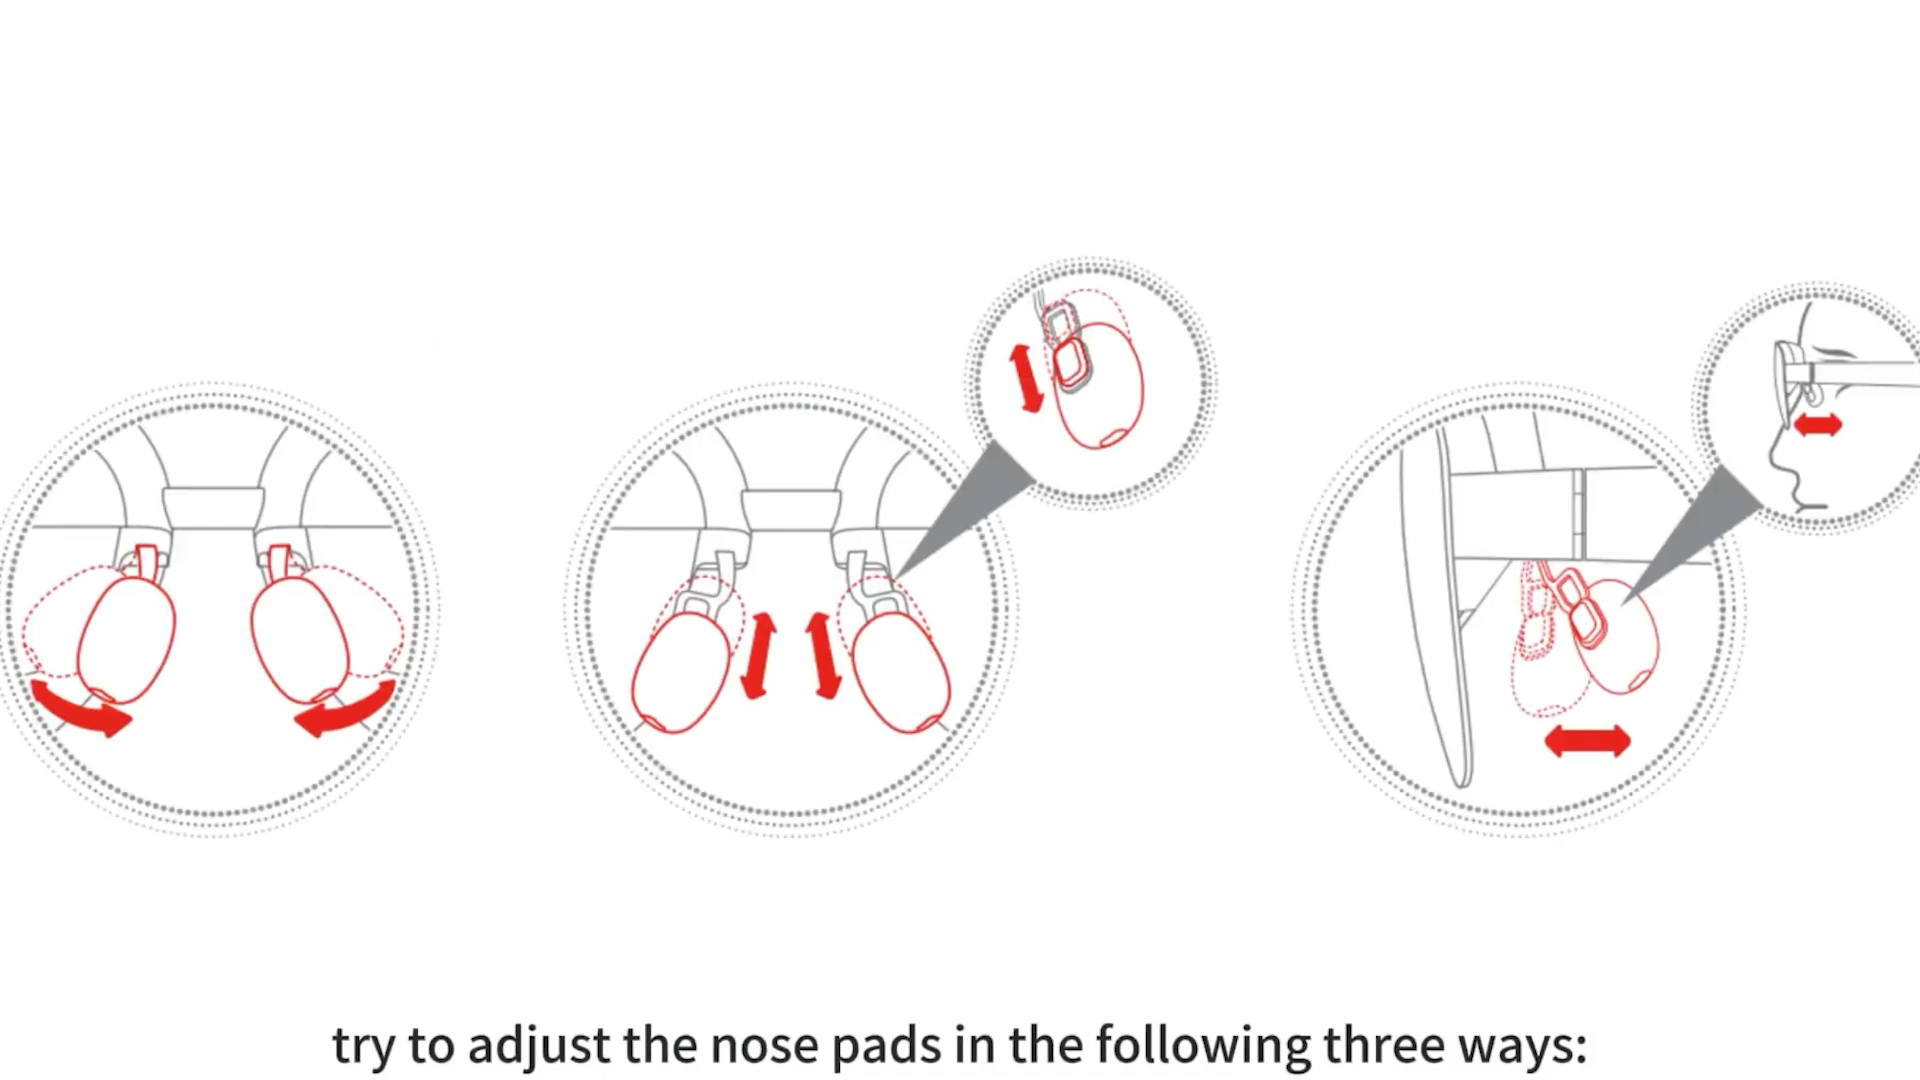 try to adjust the nose pads in the following three ways: